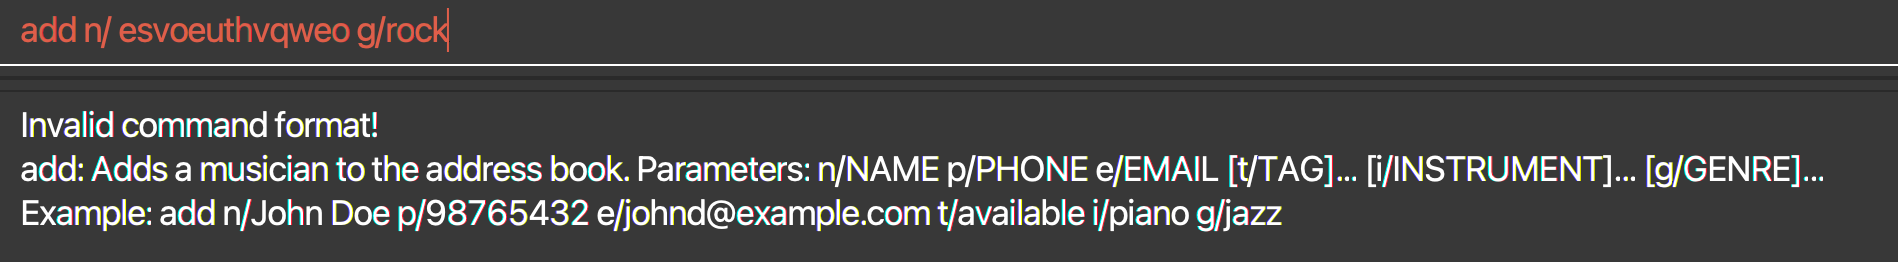 add n/ esvoeuthvqweo g/rock
Invalid command format!
add: Adds a musician to the address book. Parameters: n/NAME p/PHONE e/EMAIL [t/TAG]... [i/INSTRUMENT]... [g/GENRE]...
Example: add n/John Doe p/98765432 e/johnd@example.com t/available i/piano g/jazz